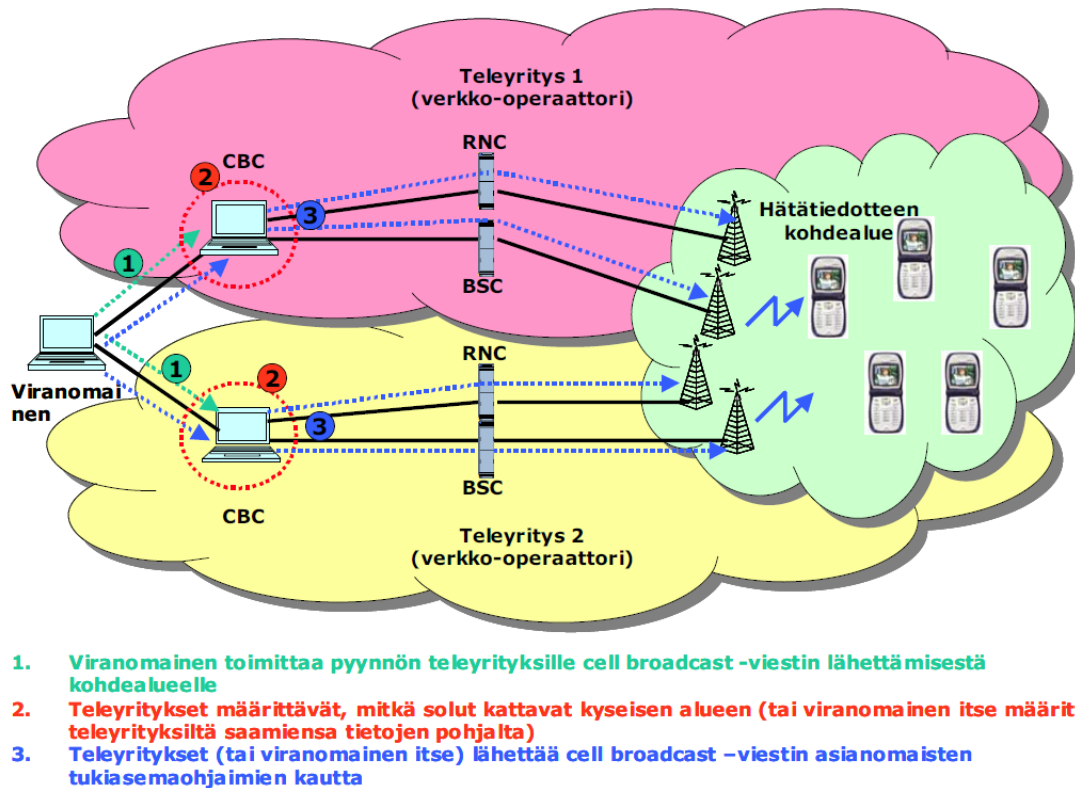 Teleyritys 1
(verkko-operaattori)
RNC
CBC
2
3
Hätätiedotteen
kohdealue
1
BSC
RNC
Viranomai
nen
1
2
3
BSC
CBC
Teleyritys 2
(verkko-operaattori)
1. Viranomainen toimittaa pyynnön teleyrityksille cell broadcast -viestin lähettämisestä
kohdealueelle
2. Teleyritykset määrittävät, mitkä solut kattavat kyseisen alueen (tai viranomainen itse määrit
teleyrityksiltä saamiensa tietojen pohjalta)
3. Teleyritykset (tai viranomainen itse) lähettää cell broadcast –viestin asianomaisten
tukiasemaohjaimien kautta